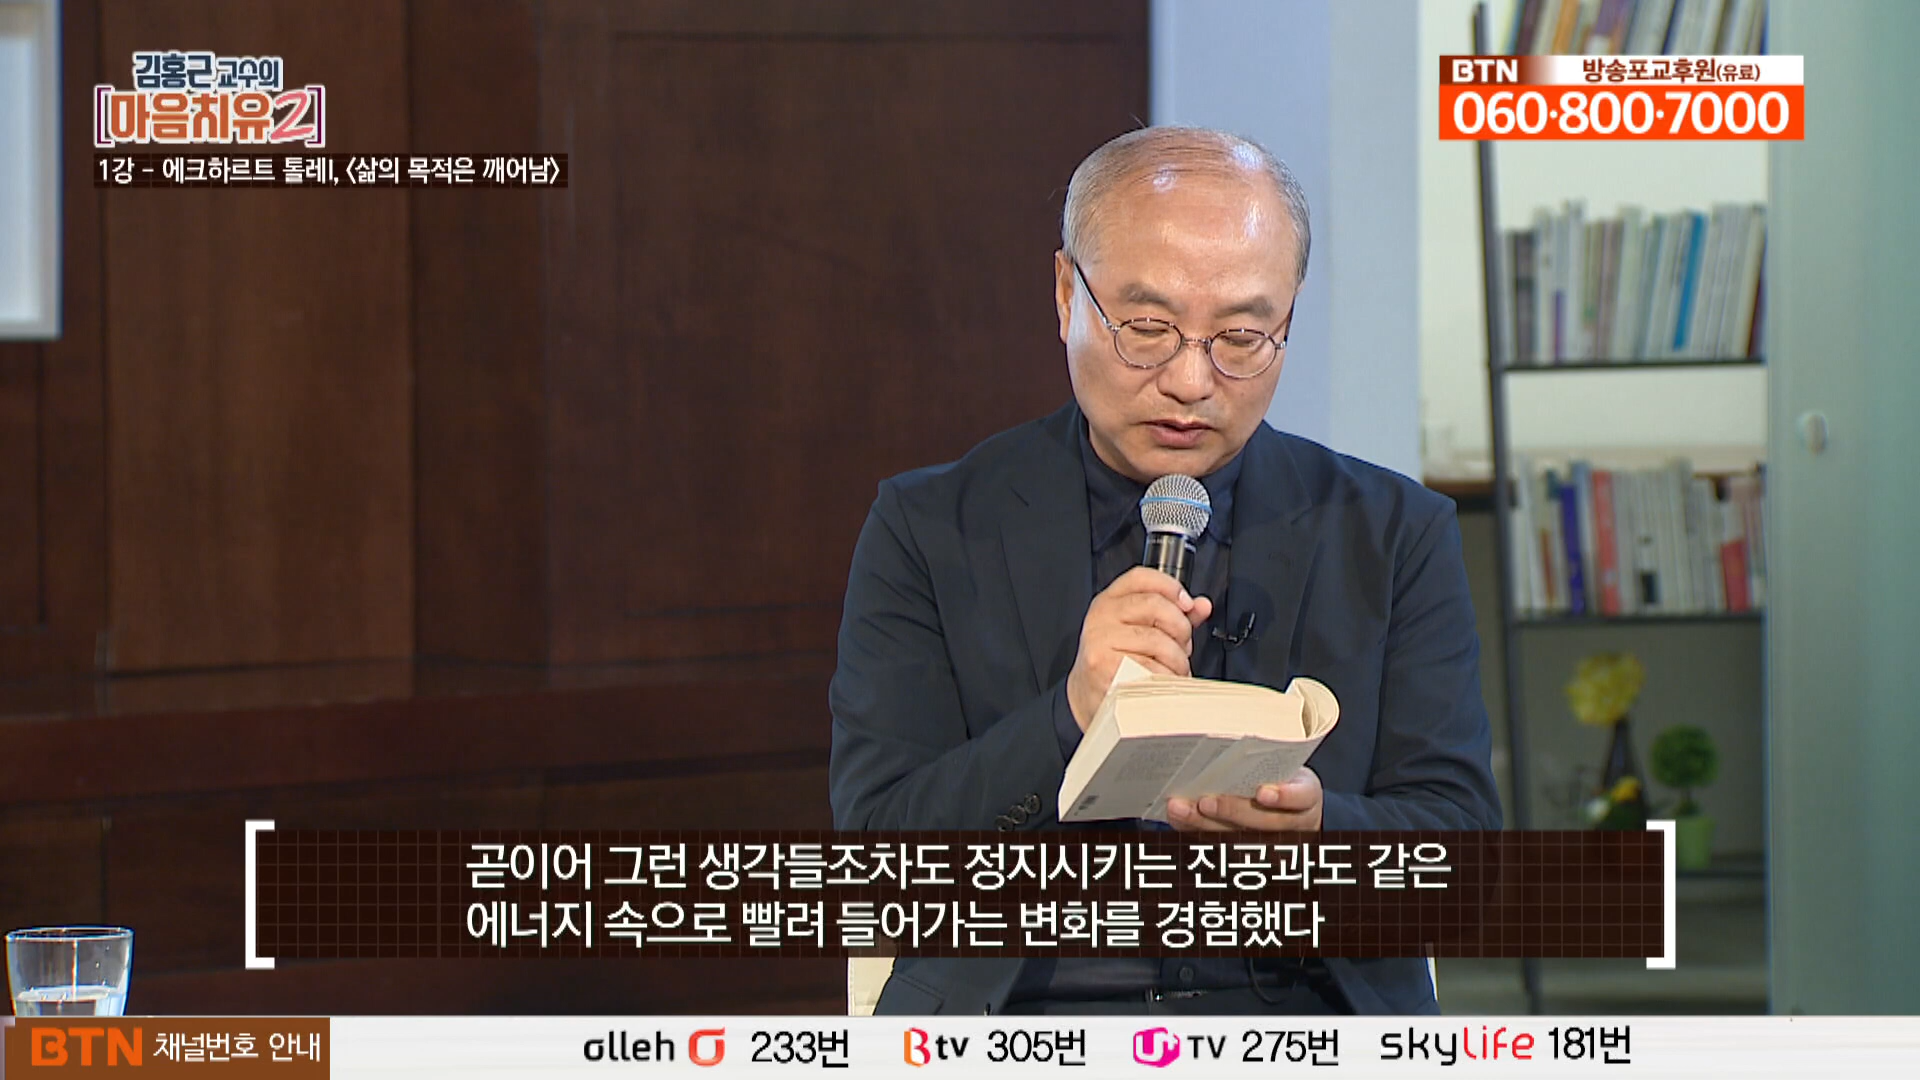 김홍근 교수의
[마음치유2]
1강 - 에크하르트 톨레Ⅰ, <삶의 목적은 깨어남>
BTN 방송포교후원(유료)
060·800·7000
곧이어 그런 생각들조차도 정지시키는 진공과도 같은
에너지 속으로 빨려 들어가는 변화를 경험했다
BTN 채널번호 안내 olleh 233번 B tv 305번 U+ TV 275번 skylife 181번